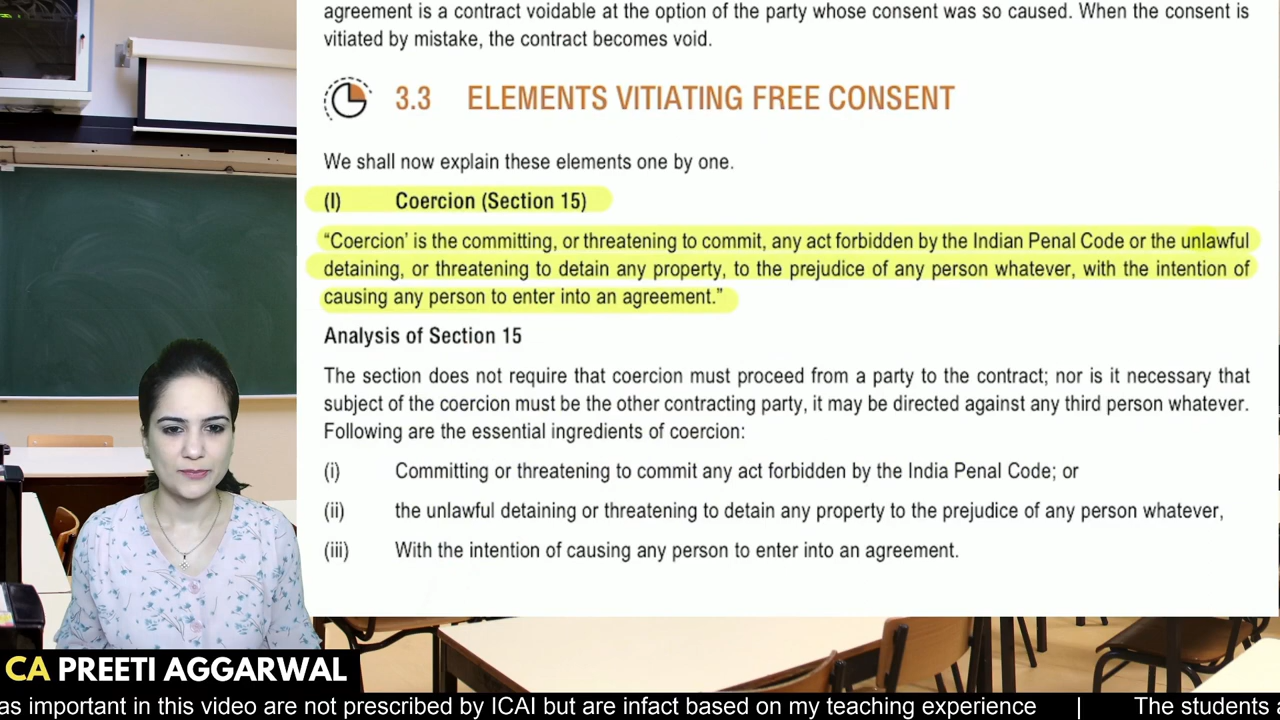 agreement is a contract voidable at the option of the party whose consent was so caused. When the consent is
vitiated by mistake, the contract becomes void.
3.3 ELEMENTS VITIATING FREE CONSENT
We shall now explain these elements one by one.
(I) Coercion (Section 15)
“Coercion’ is the committing, or threatening to commit, any act forbidden by the Indian Penal Code or the unlawful
detaining, or threatening to detain any property, to the prejudice of any person whatever, with the intention of
causing any person to enter into an agreement.”
Analysis of Section 15
The section does not require that coercion must proceed from a party to the contract; nor is it necessary that
subject of the coercion must be the other contracting party, it may be directed against any third person whatever.
Following are the essential ingredients of coercion:
(i) Committing or threatening to commit any act forbidden by the India Penal Code; or
(ii) the unlawful detaining or threatening to detain any property to the prejudice of any person whatever,
(iii) With the intention of causing any person to enter into an agreement.
CA PREETI AGGARWAL
as important in this video are not prescribed by ICAI but are infact based on my teaching experience | The students a